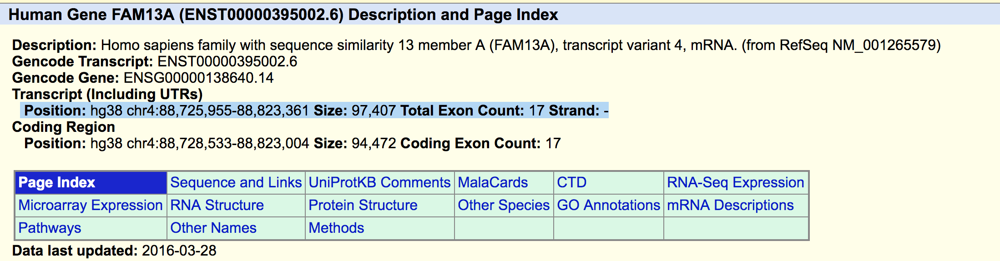 Human Gene FAM13A (ENST00000395002.6) Description and Page Index
Description: Homo sapiens family with sequence similarity 13 member A (FAM13A), transcript variant 4, mRNA. (from RefSeq NM_001265579)
Gencode Transcript: ENST00000395002.6
Gencode Gene: ENSG00000138640.14
Transcript (Including UTRs)
Position: hg38 chr4:88,725,955-88,823,361 Size: 97,407 Total Exon Count: 17 Strand: -
Coding Region
Position: hg38 chr4:88,728,533-88,823,004 Size: 94,472 Coding Exon Count: 17
Page Index Sequence and Links UniProtKB Comments MalaCards CTD RNA-Seq Expression
Microarray Expression RNA Structure Protein Structure Other Species GO Annotations mRNA Descriptions
Pathways Other Names Methods
Data last updated: 2016-03-28